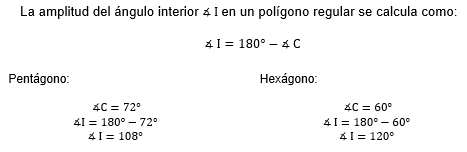 La amplitud del ángulo interior ∡ I en un polígono regular se calcula como:
∡ I = 180° − ∡ C
Pentágono:
∡C = 72°
∡I = 180° − 72°
∡ I = 108°
Hexágono:
∡C = 60°
∡ I = 180° − 60°
∡ I = 120°